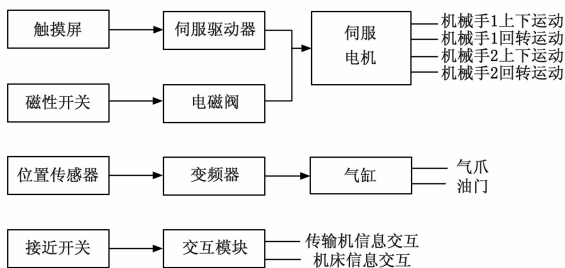 触摸屏
伺服驱动器
伺服
电机
机械手1上下运动
机械手1回转运动
机械手2上下运动
机械手2回转运动
磁性开关
电磁阀
位置传感器
变频器
气缸
气爪
油门
接近开关
交互模块
传输机信息交互
机床信息交互